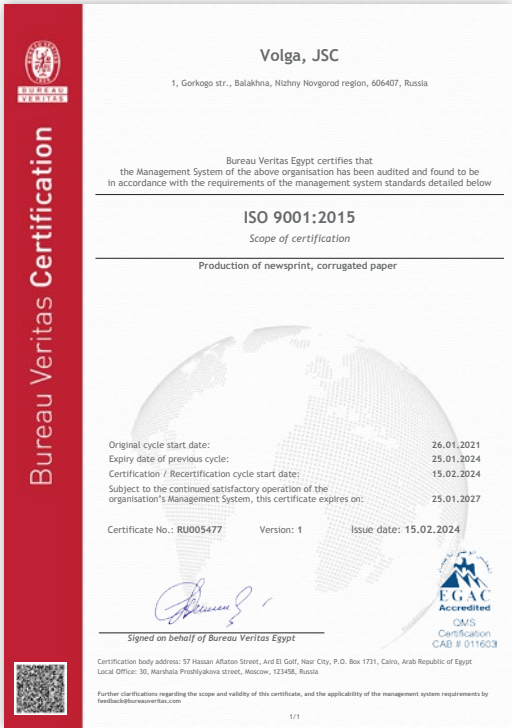 Volga, JSC
1, Gorkogo str., Balakhna, Nizhny Novgorod region, 606407, Russia
BUREAU
VERITAS
Bureau Veritas Certification
Bureau Veritas Egypt certifies that
the Management System of the above organisation has been audited and found to be
in accordance with the requirements of the management system standards detailed below
ISO 9001:2015
Scope of certification
Production of newsprint, corrugated paper
Original cycle start date: 26.01.2021
Expiry date of previous cycle: 25.01.2024
Certification / Recertification cycle start date: 15.02.2024
Subject to the continued satisfactory operation of the
organisation's Management System, this certificate expires on: 25.01.2027
Certificate No.: RU005477 Version: 1 Issue date: 15.02.2024
EGAC
Accredited
QMS
Certification
CAB # 011603
Signed on behalf of Bureau Veritas Egypt
Certification body address: 57 Hassan Aflaton Street, Ard El Golf, Nasr City, P.O. Box 1731, Cairo, Arab Republic of Egypt
Local Office: 30, Marshala Proshlyakova street, Moscow, 123458, Russia
Further clarifications regarding the scope and validity of this certificate, and the applicability of the management system requirements by
feedback@bureauveritas,com
1/1